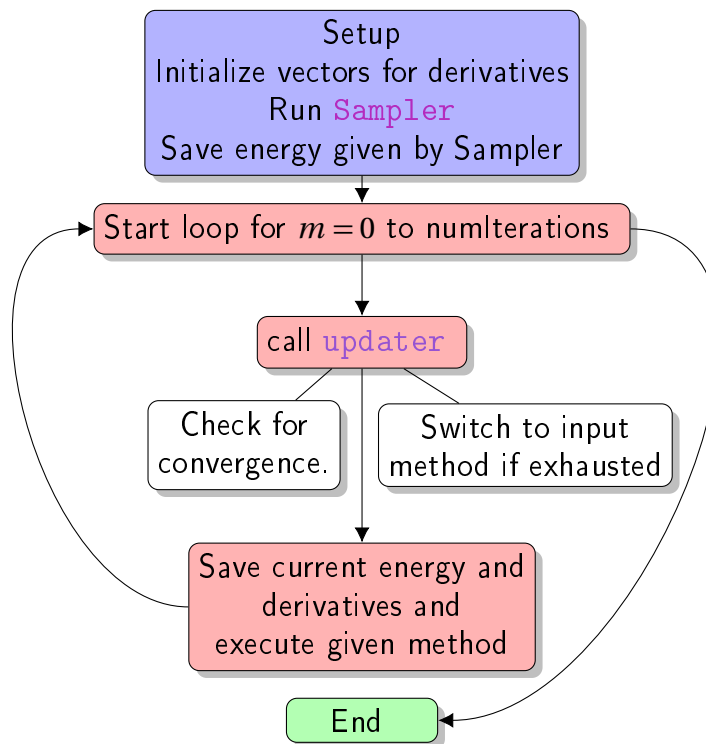 Setup
Initialize vectors for derivatives
Run Sampler
Save energy given by Sampler
Start loop for m = 0 to numIterations
call updater
Check for
convergence.
Switch to input
method if exhausted
Save current energy and
derivatives and
execute given method
End